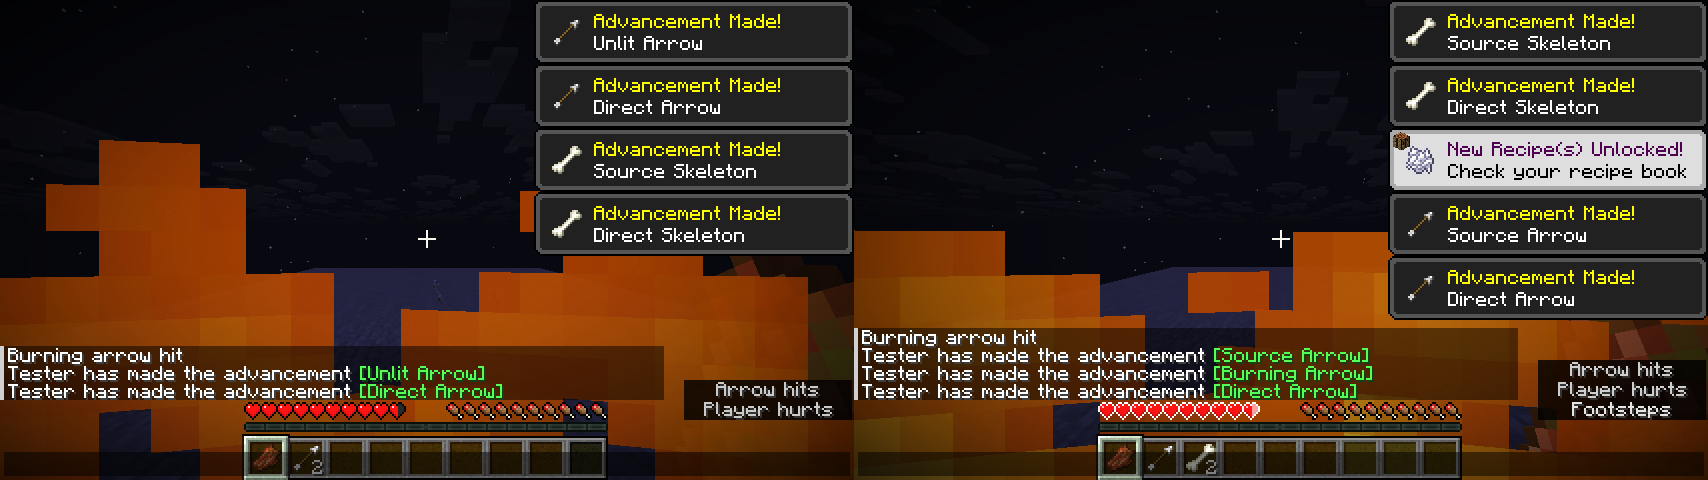 Advancement Made!
Unlit Arrow
Advancement Made!
Direct Arrow
Advancement Made!
Source Skeleton
Advancement Made!
Direct Skeleton
Burning arrow hit
Tester has made the advancement [Unlit Arrow]
Tester has made the advancement [Direct Arrow]
Arrow hits
Player hurts
2
Advancement Made!
Source Skeleton
Advancement Made!
Direct Skeleton
New Recipe(s) Unlocked!
Check your recipe book
Advancement Made!
Source Arrow
Advancement Made!
Direct Arrow
Burning arrow hit
Tester has made the advancement [Source Arrow]
Tester has made the advancement [Burning Arrow]
Tester has made the advancement [Direct Arrow]
Arrow hits
Player hurts
Footsteps
2